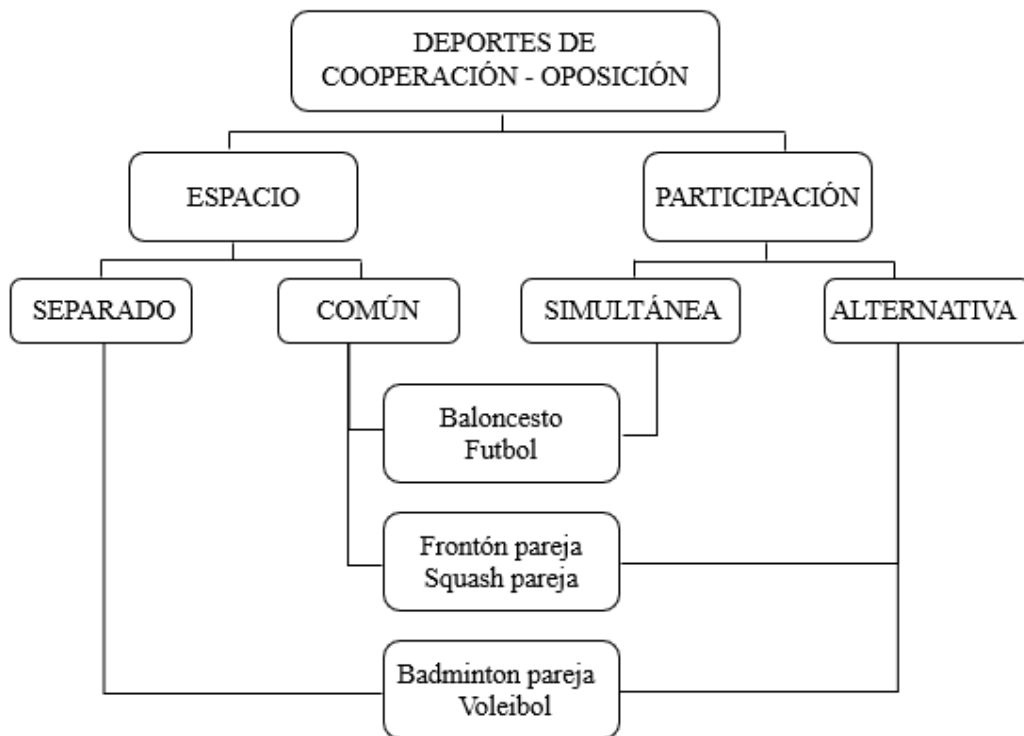 DEPORTES DE
COOPERACIÓN - OPOSICIÓN
ESPACIO
PARTICIPACIÓN
SEPARADO
COMÚN
SIMULTÁNEA
ALTERNATIVA
Baloncesto
Futbol
Frontón pareja
Squash pareja
Badminton pareja
Voleibol